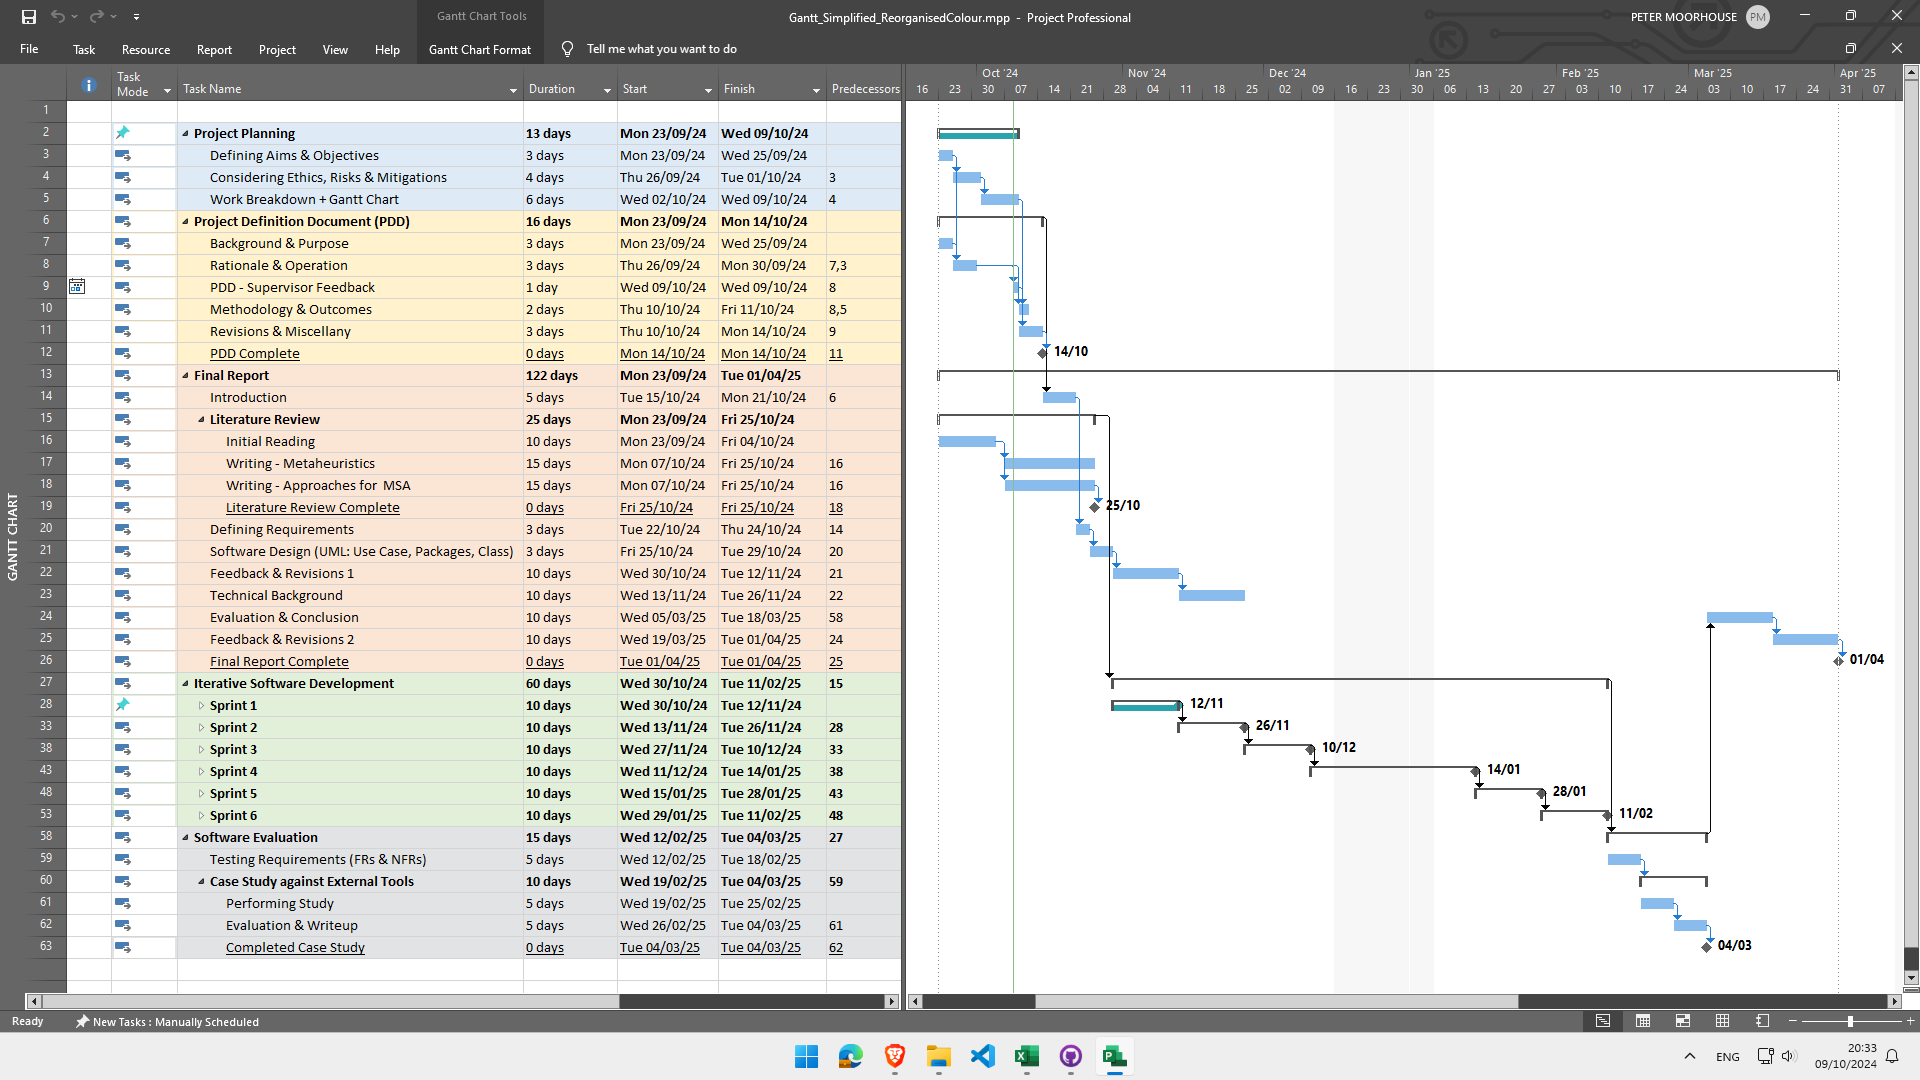 Gantt Chart Tools
Gantt_Simplified_ReorganisedColour.mpp - Project Professional
PETER MOORHOUSE
PM
File Task Resource Report Project View Help Gantt Chart Format Tell me what you want to do
Task Mode Task Name Duration Start Finish Predecessors
Oct '24 Nov '24 Dec '24 Jan '25 Feb '25 Mar '25 Apr '25
16 23 30 07 14 21 28 04 11 18 25 02 09 16 23 30 06 13 20 27 03 10 17 24 03 10 17 24 31 07
1
2 Project Planning 13 days Mon 23/09/24 Wed 09/10/24
3 Defining Aims & Objectives 3 days Mon 23/09/24 Wed 25/09/24
4 Considering Ethics, Risks & Mitigations 4 days Thu 26/09/24 Tue 01/10/24 3
5 Work Breakdown + Gantt Chart 6 days Wed 02/10/24 Wed 09/10/24 4
6 Project Definition Document (PDD) 16 days Mon 23/09/24 Mon 14/10/24
7 Background & Purpose 3 days Mon 23/09/24 Wed 25/09/24
8 Rationale & Operation 3 days Thu 26/09/24 Mon 30/09/24 7,3
9 PDD - Supervisor Feedback 1 day Wed 09/10/24 Wed 09/10/24 8
10 Methodology & Outcomes 2 days Thu 10/10/24 Fri 11/10/24 8,5
11 Revisions & Miscellany 3 days Thu 10/10/24 Mon 14/10/24 9
12 PDD Complete 0 days Mon 14/10/24 Mon 14/10/24 11 14/10
13 Final Report 122 days Mon 23/09/24 Tue 01/04/25
14 Introduction 5 days Tue 15/10/24 Mon 21/10/24 6
15 Literature Review 25 days Mon 23/09/24 Fri 25/10/24
16 Initial Reading 10 days Mon 23/09/24 Fri 04/10/24
17 Writing - Metaheuristics 15 days Mon 07/10/24 Fri 25/10/24 16
18 Writing - Approaches for MSA 15 days Mon 07/10/24 Fri 25/10/24 16
19 Literature Review Complete 0 days Fri 25/10/24 Fri 25/10/24 18 25/10
20 Defining Requirements 3 days Tue 22/10/24 Thu 24/10/24 14
21 Software Design (UML: Use Case, Packages, Class) 3 days Fri 25/10/24 Tue 29/10/24 20
22 Feedback & Revisions 1 10 days Wed 30/10/24 Tue 12/11/24 21
23 Technical Background 10 days Wed 13/11/24 Tue 26/11/24 22
24 Evaluation & Conclusion 10 days Wed 05/03/25 Tue 18/03/25 58
25 Feedback & Revisions 2 10 days Wed 19/03/25 Tue 01/04/25 24
26 Final Report Complete 0 days Tue 01/04/25 Tue 01/04/25 25 01/04
27 Iterative Software Development 60 days Wed 30/10/24 Tue 11/02/25 15
28 Sprint 1 10 days Wed 30/10/24 Tue 12/11/24 12/11
33 Sprint 2 10 days Wed 13/11/24 Tue 26/11/24 28 26/11
38 Sprint 3 10 days Wed 27/11/24 Tue 10/12/24 33 10/12
43 Sprint 4 10 days Wed 11/12/24 Tue 14/01/25 38 14/01
48 Sprint 5 10 days Wed 15/01/25 Tue 28/01/25 43 28/01
53 Sprint 6 10 days Wed 29/01/25 Tue 11/02/25 48 11/02
58 Software Evaluation 15 days Wed 12/02/25 Tue 04/03/25 27
59 Testing Requirements (FRs & NFRs) 5 days Wed 12/02/25 Tue 18/02/25
60 Case Study against External Tools 10 days Wed 19/02/25 Tue 04/03/25 59
61 Performing Study 5 days Wed 19/02/25 Tue 25/02/25
62 Evaluation & Writeup 5 days Wed 26/02/25 Tue 04/03/25 61
63 Completed Case Study 0 days Tue 04/03/25 Tue 04/03/25 62 04/03
GANTT CHART
Ready New Tasks : Manually Scheduled
ENG
20:33
09/10/2024